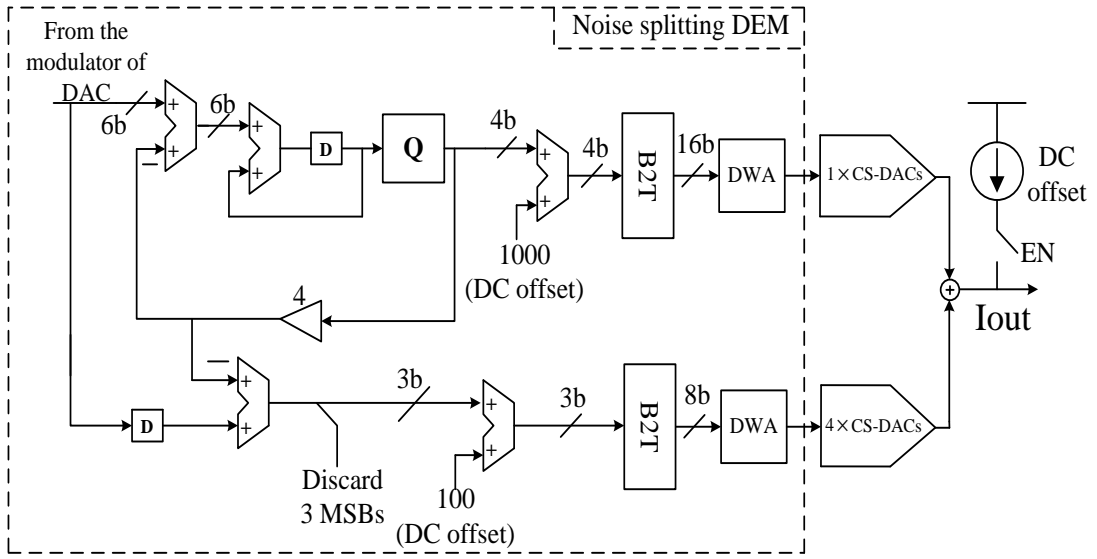 Noise splitting DEM
From the
modulator of
DAC
6b
+
+
−
6b
+
+
D
Q
4b
+
+
1000
(DC offset)
4b
B2T
16b
DWA
1×CS-DACs
DC
offset
EN
+
Iout
4
−
+
+
D
Discard
3 MSBs
3b
+
+
100
(DC offset)
3b
B2T
8b
DWA
4×CS-DACs